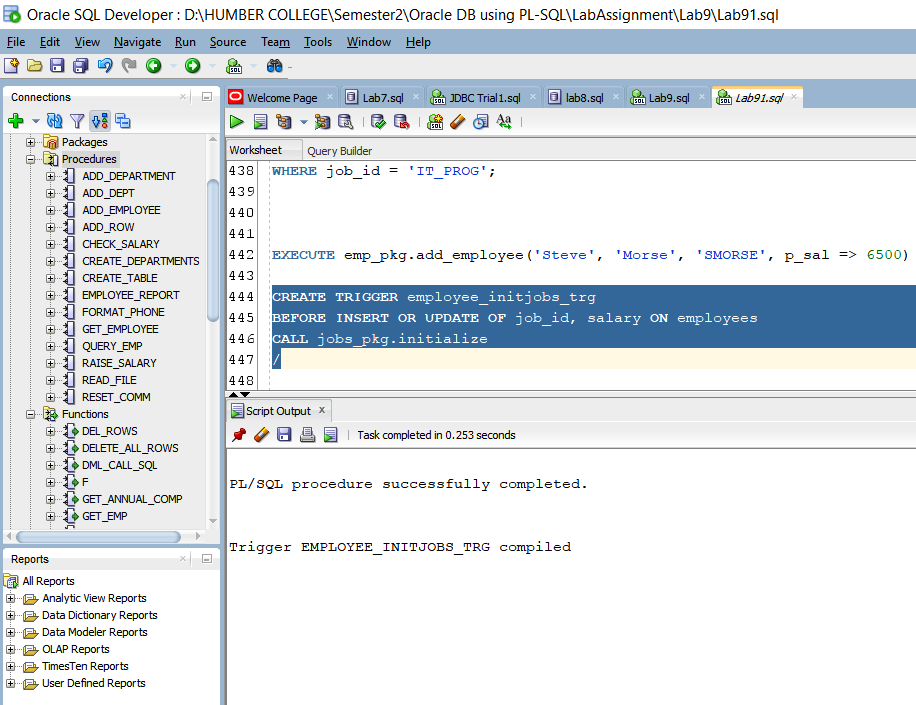 Oracle SQL Developer : D:\HUMBER COLLEGE\Semester2\Oracle DB using PL-SQL\LabAssignment\Lab9\Lab91.sql
File Edit View Navigate Run Source Team Tools Window Help
Connections
Packages
Procedures
ADD_DEPARTMENT
ADD_DEPT
ADD_EMPLOYEE
ADD_ROW
CHECK_SALARY
CREATE_DEPARTMENTS
CREATE_TABLE
EMPLOYEE_REPORT
FORMAT_PHONE
GET_EMPLOYEE
QUERY_EMP
RAISE_SALARY
READ_FILE
RESET_COMM
Functions
DEL_ROWS
DELETE_ALL_ROWS
DML_CALL_SQL
F
GET_ANNUAL_COMP
GET_EMP
Reports
All Reports
Analytic View Reports
Data Dictionary Reports
Data Modeler Reports
OLAP Reports
TimesTen Reports
User Defined Reports
Welcome Page Lab7.sql JDBC Trial1.sql lab8.sql Lab9.sql Lab91.sql
Worksheet Query Builder
438 WHERE job_id = 'IT_PROG';
439
440
441
442 EXECUTE emp_pkg.add_employee('Steve', 'Morse', 'SMORSE', p_sal => 6500)
443
444 CREATE TRIGGER employee_initjobs_trg
445 BEFORE INSERT OR UPDATE OF job_id, salary ON employees
446 CALL jobs_pkg.initialize
447 /
448
Script Output
Task completed in 0.253 seconds
PL/SQL procedure successfully completed.
Trigger EMPLOYEE_INITJOBS_TRG compiled